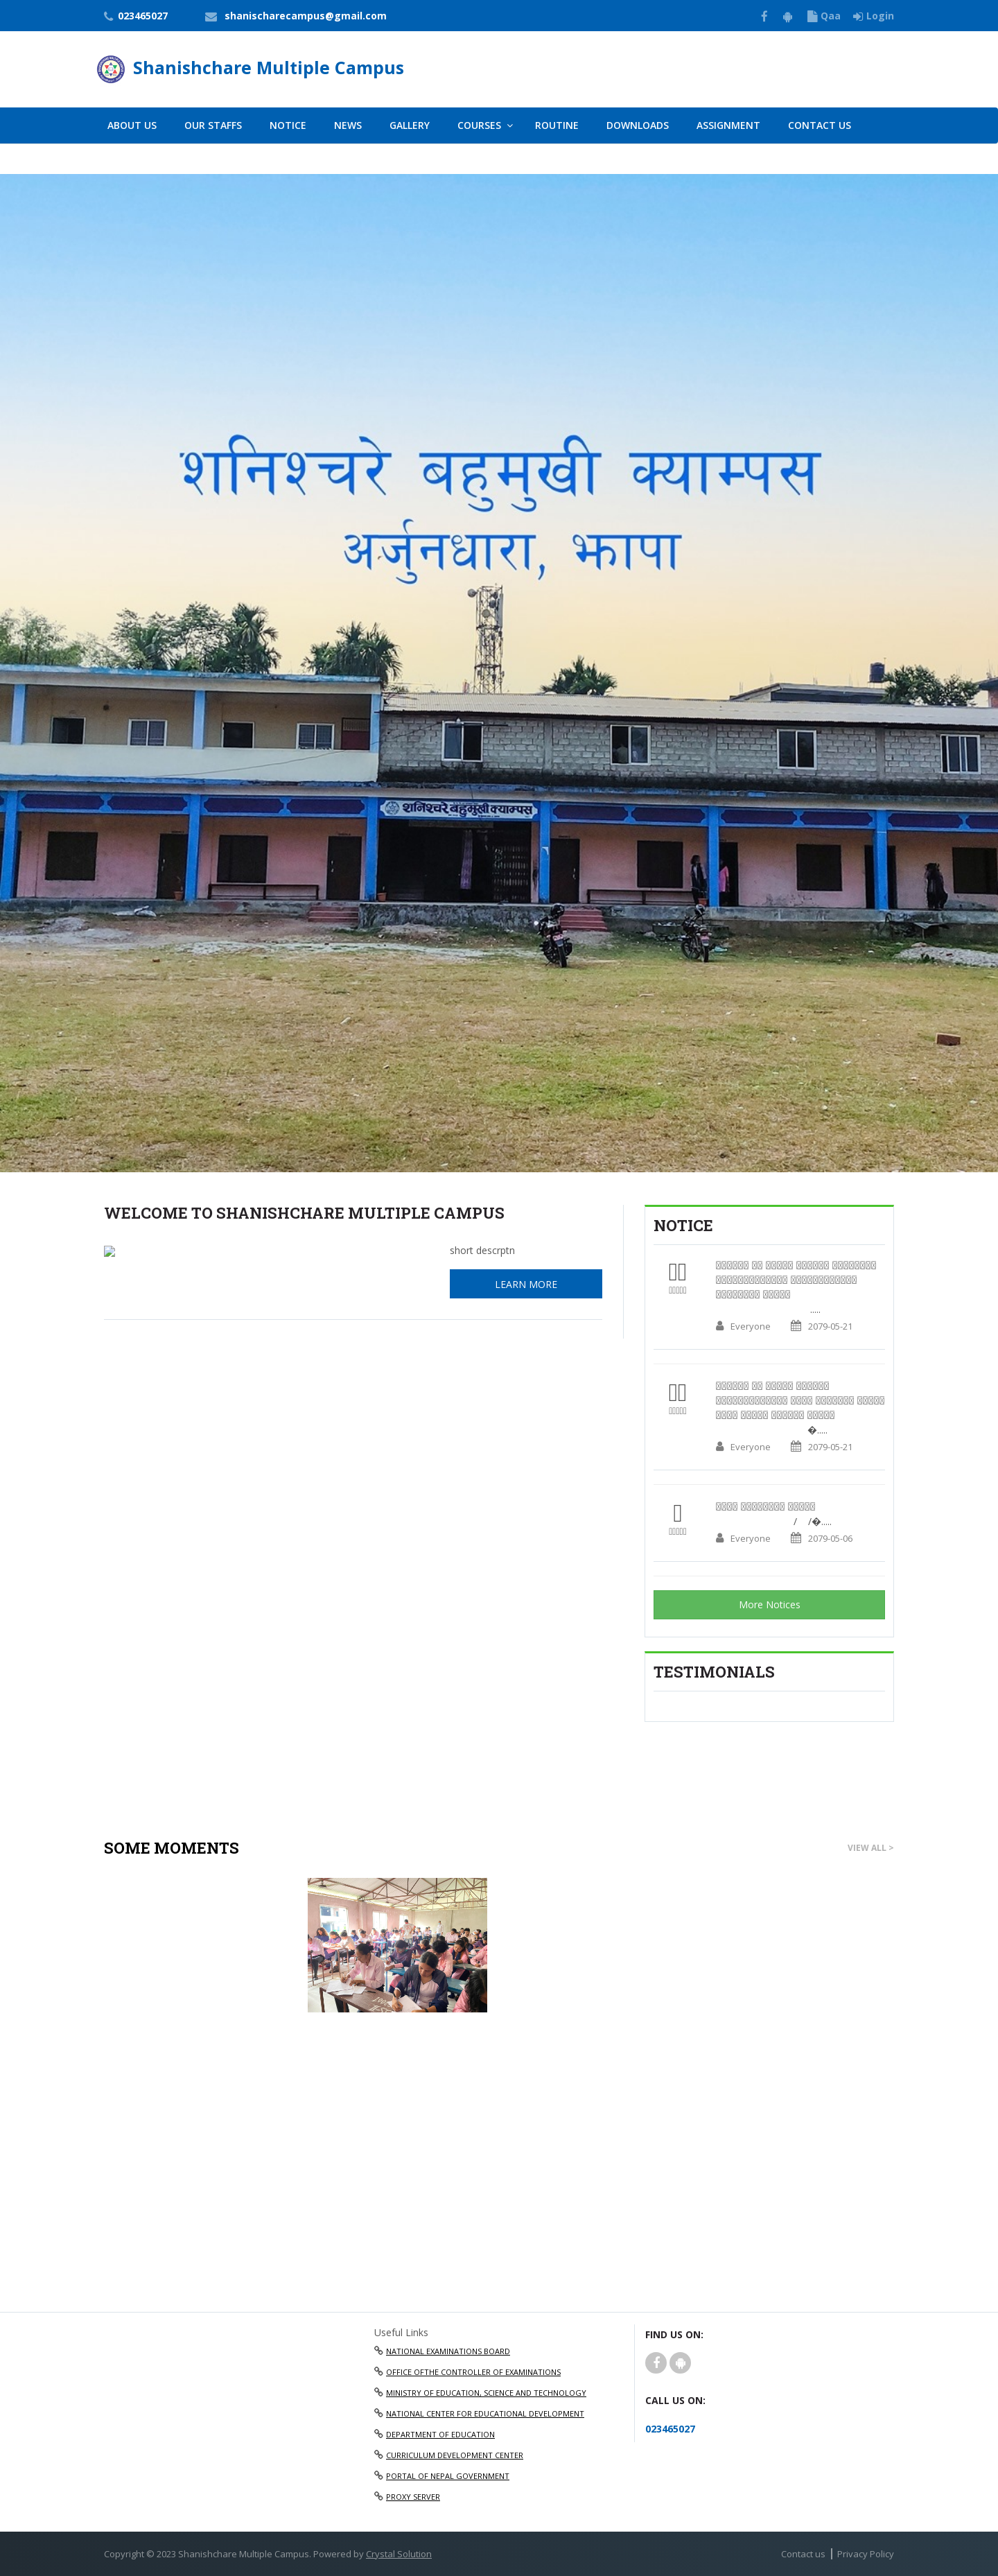 023465027
shanischarecampus@gmail.com
Qaa
Login
Shanishchare Multiple Campus
ABOUT US
OUR STAFFS
NOTICE
NEWS
GALLERY
COURSES
ROUTINE
DOWNLOADS
ASSIGNMENT
CONTACT US
शनिश्चरे बहुमुखी क्याम्पस
अर्जुनधारा, झापा
शनिश्चरे बहुमुखी क्याम्पस
WELCOME TO SHANISHCHARE MULTIPLE CAMPUS
short descrptn
LEARN MORE
NOTICE
.....
Everyone 2079-05-21
�.....
Everyone 2079-05-21
/ /�.....
Everyone 2079-05-06
More Notices
TESTIMONIALS
SOME MOMENTS
VIEW ALL >
Useful Links
NATIONAL EXAMINATIONS BOARD
OFFICE OFTHE CONTROLLER OF EXAMINATIONS
MINISTRY OF EDUCATION, SCIENCE AND TECHNOLOGY
NATIONAL CENTER FOR EDUCATIONAL DEVELOPMENT
DEPARTMENT OF EDUCATION
CURRICULUM DEVELOPMENT CENTER
PORTAL OF NEPAL GOVERNMENT
PROXY SERVER
FIND US ON:
CALL US ON:
023465027
Copyright © 2023 Shanishchare Multiple Campus. Powered by Crystal Solution
Contact us | Privacy Policy